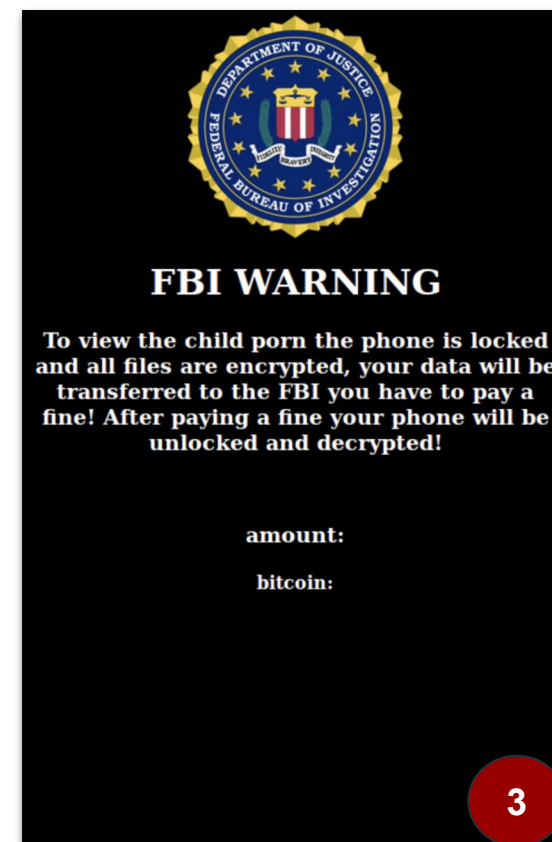 DEPARTMENT OF JUSTICE
FEDERAL BUREAU OF INVESTIGATION
FIDELITY BRAVERY INTEGRITY
FBI WARNING
To view the child porn the phone is locked
and all files are encrypted, your data will be
transferred to the FBI you have to pay a
fine! After paying a fine your phone will be
unlocked and decrypted!
amount:
bitcoin:
3